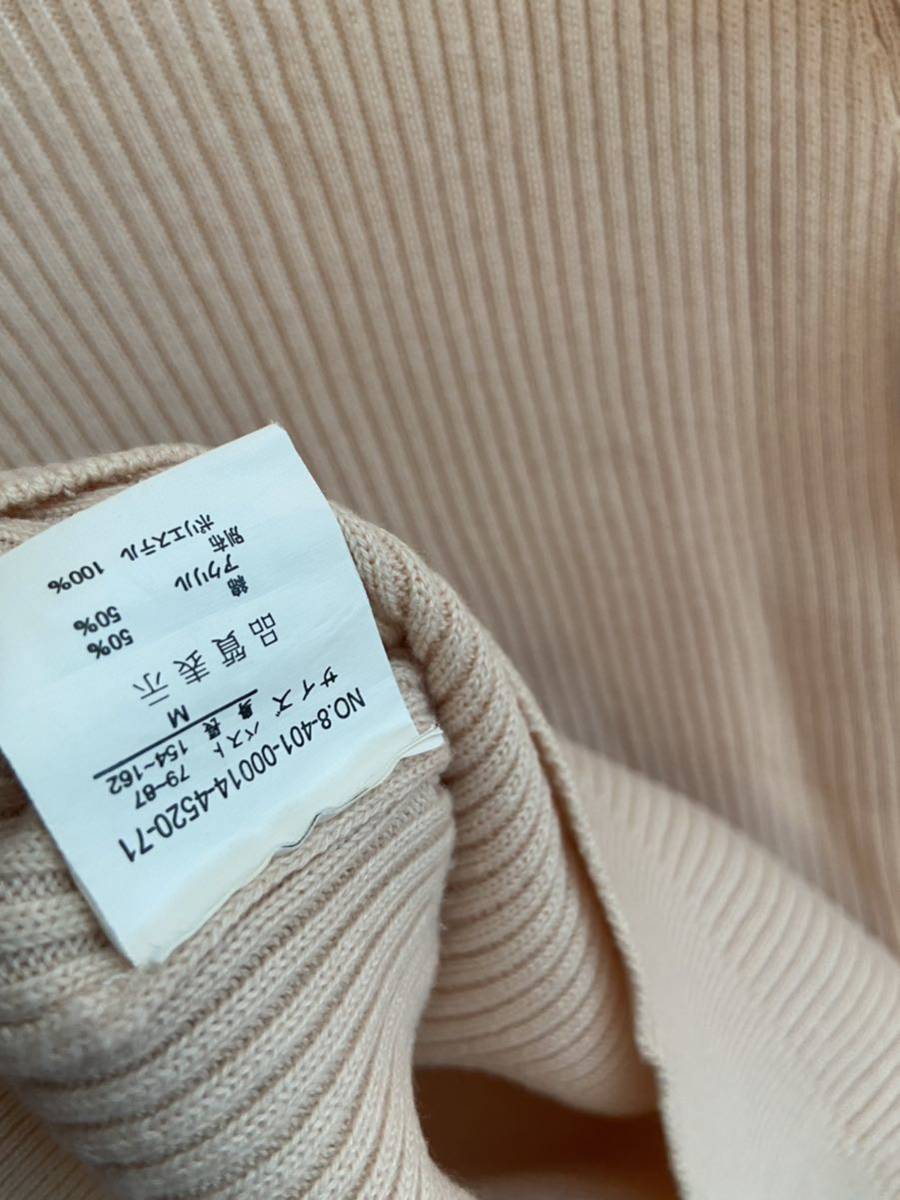 NO.8-401-00014-4520-71
サイズ M
バスト 79~87
身長 154~162
品質表示
綿 50%
アクリル 50%
別布
ポリエステル 100%